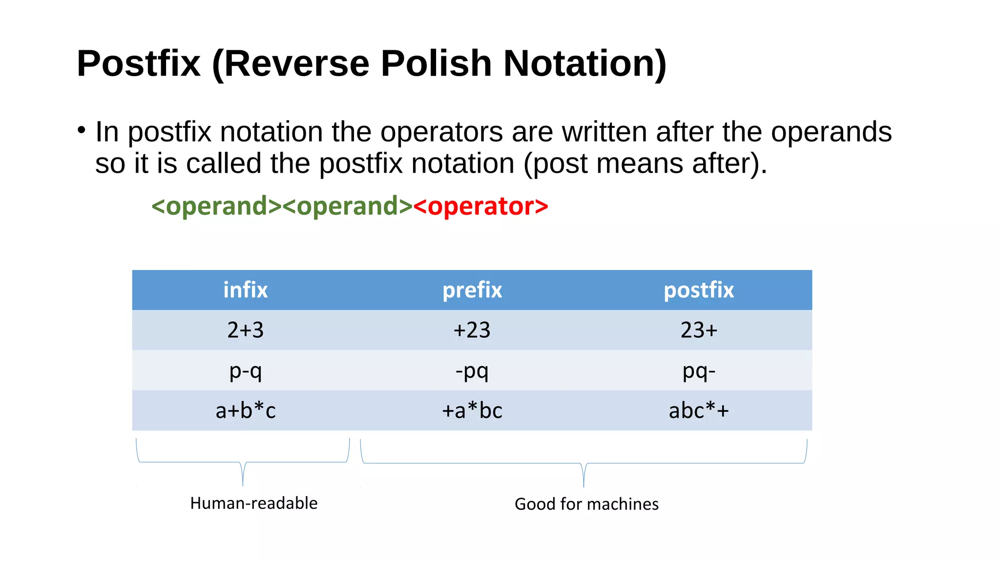 Postfix (Reverse Polish Notation)
• In postfix notation the operators are written after the operands
so it is called the postfix notation (post means after).
<operand><operand><operator>
infix prefix postfix
2+3 +23 23+
p-q -pq pq-
a+b*c +a*bc abc*+
Human-readable Good for machines